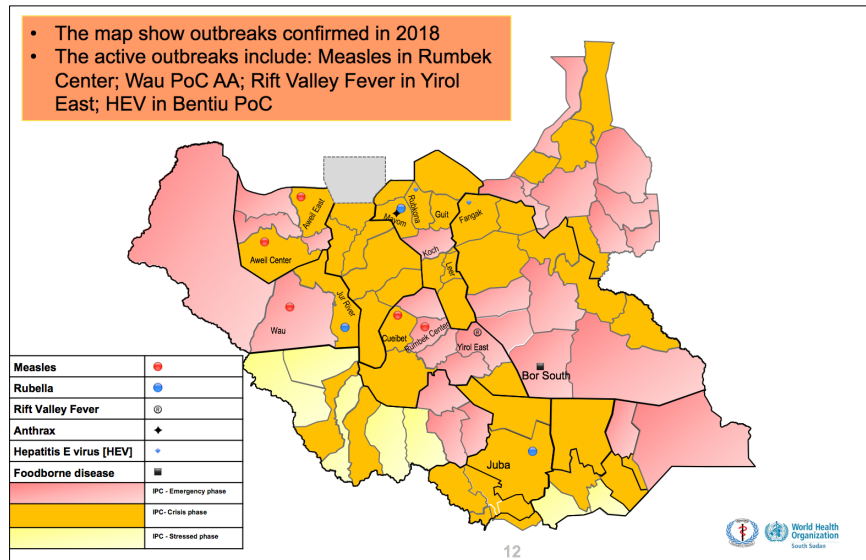 • The map show outbreaks confirmed in 2018
• The active outbreaks include: Measles in Rumbek
Center; Wau PoC AA; Rift Valley Fever in Yirol
East; HEV in Bentiu PoC
Aweil East
Mayom
Rubkona
Guit
Fangak
Aweil Center
Koch
Leer
Jur River
Wau
Cueibet
Rumbek Center
Yirol East
Bor South
Juba
Measles
Rubella
Rift Valley Fever
®
Anthrax
Hepatitis E virus [HEV]
Foodborne disease
IPC - Emergency phase
IPC- Crisis phase
IPC - Stressed phase
World Health
Organization
South Sudan
12